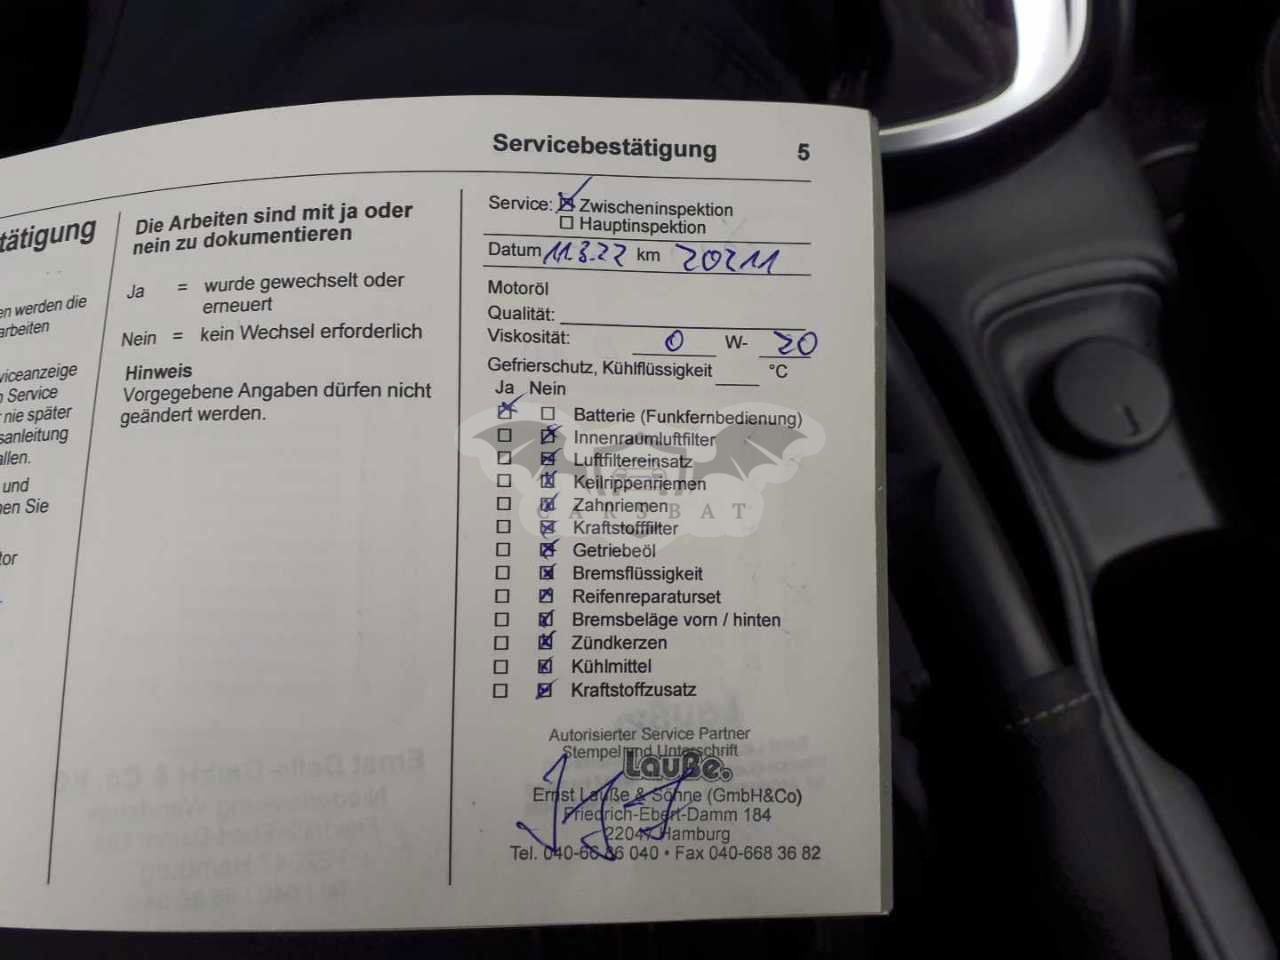 Servicebestätigung 5
tätigung
en werden die
arbeiten
viceanzeige
n Service
nie später
sanleitung
allen.
und
en Sie
tor
Die Arbeiten sind mit ja oder
nein zu dokumentieren
Ja = wurde gewechselt oder
erneuert
Nein = kein Wechsel erforderlich
Hinweis
Vorgegebene Angaben dürfen nicht
geändert werden.
Service: Zwischeninspektion
Hauptinspektion
Datum 11.3.22 km 20211
Motoröl
Qualität:
Viskosität: 0 W- 20
Gefrierschutz, Kühlflüssigkeit °C
Ja Nein
Batterie (Funkfernbedienung)
Innenraumluftfilter
Luftfiltereinsatz
Keilrippenriemen
Zahnriemen
CARSBAT
Kraftstofffilter
Getriebeöl
Bremsflüssigkeit
Reifenreparaturset
Bremsbeläge vorn / hinten
Zündkerzen
Kühlmittel
Kraftstoffzusatz
Autorisierter Service Partner
Stempel und Unterschrift
Lauße.
Ernst Lauße & Söhne (GmbH&Co)
Friedrich-Ebert-Damm 184
22047 Hamburg
Tel. 040-66 86 040 • Fax 040-668 36 82